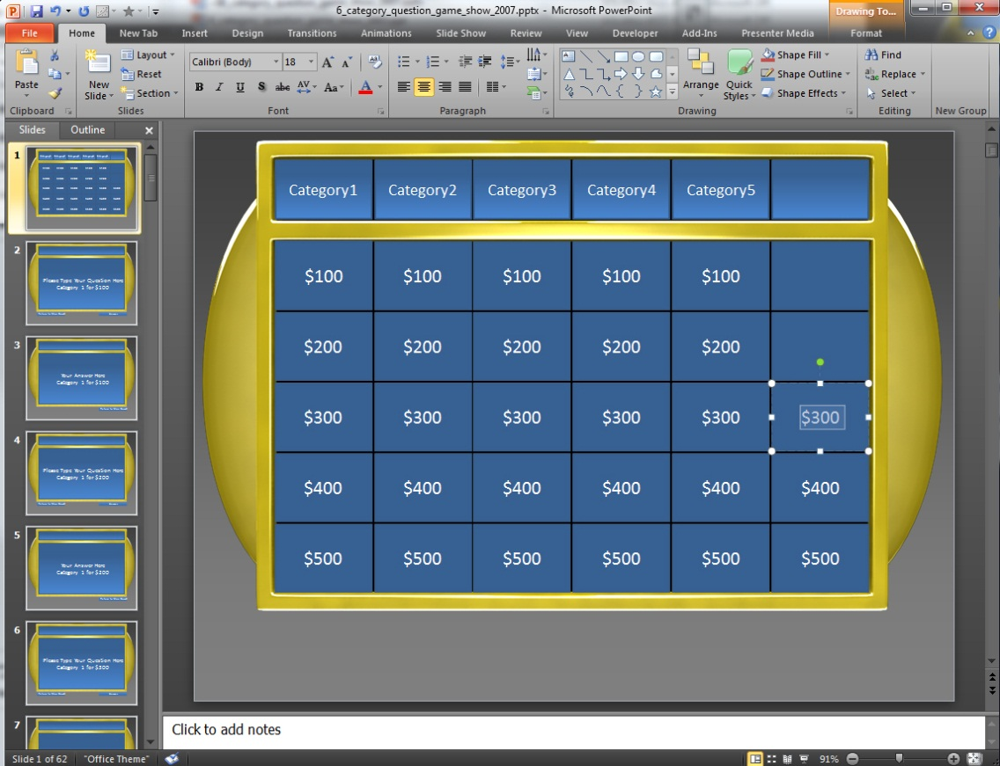 6_category_question_game_show_2007.pptx - Microsoft PowerPoint
Drawing To...
File Home New Tab Insert Design Transitions Animations Slide Show Review View Developer Add-Ins Presenter Media Format
Paste
New Slide
Layout
Reset
Section
Calibri (Body) 18
B I U S abc AV Aa A
Arrange
Quick Styles
Shape Fill
Shape Outline
Shape Effects
Find
Replace
Select
Clipboard Slides Font Paragraph Drawing Editing New Group
Slides Outline
1
2
Please Type Your Question Here
Category 1 for $100
3
Your Answer Here
Category 1 for $100
4
Please Type Your Question Here
Category 1 for $200
5
Your Answer Here
Category 1 for $200
6
Please Type Your Question Here
Category 1 for $300
7
Category1 Category2 Category3 Category4 Category5
$100 $100 $100 $100 $100
$200 $200 $200 $200 $200
$300 $300 $300 $300 $300 $300
$400 $400 $400 $400 $400 $400
$500 $500 $500 $500 $500 $500
Click to add notes
Slide 1 of 62 "Office Theme" 91%